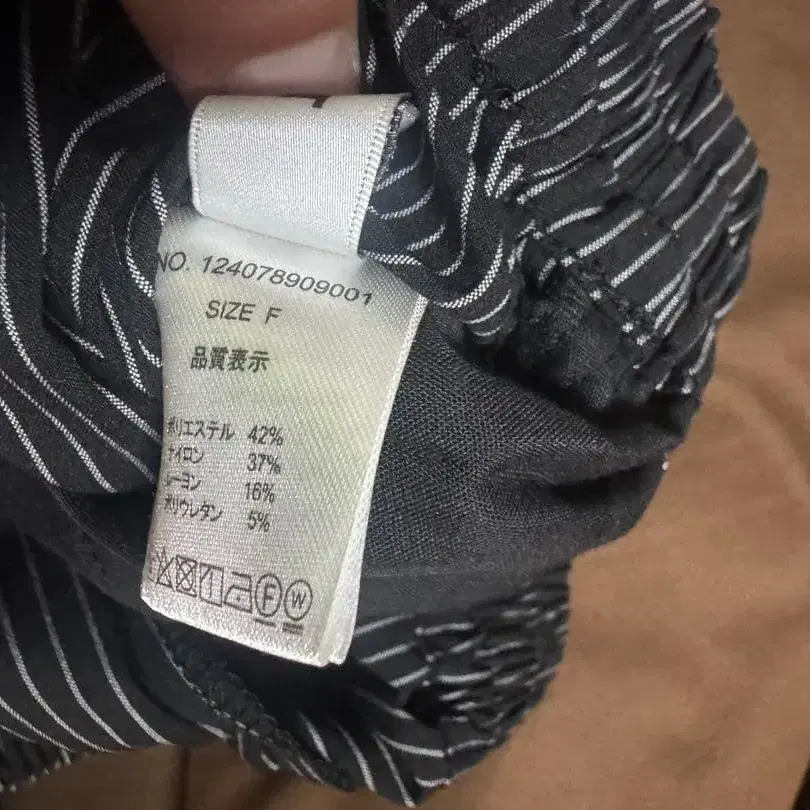 NO. 124078909001
SIZE F
品質表示
ポリエステル 42%
ナイロン 37%
レーヨン 16%
ポリウレタン 5%
F W